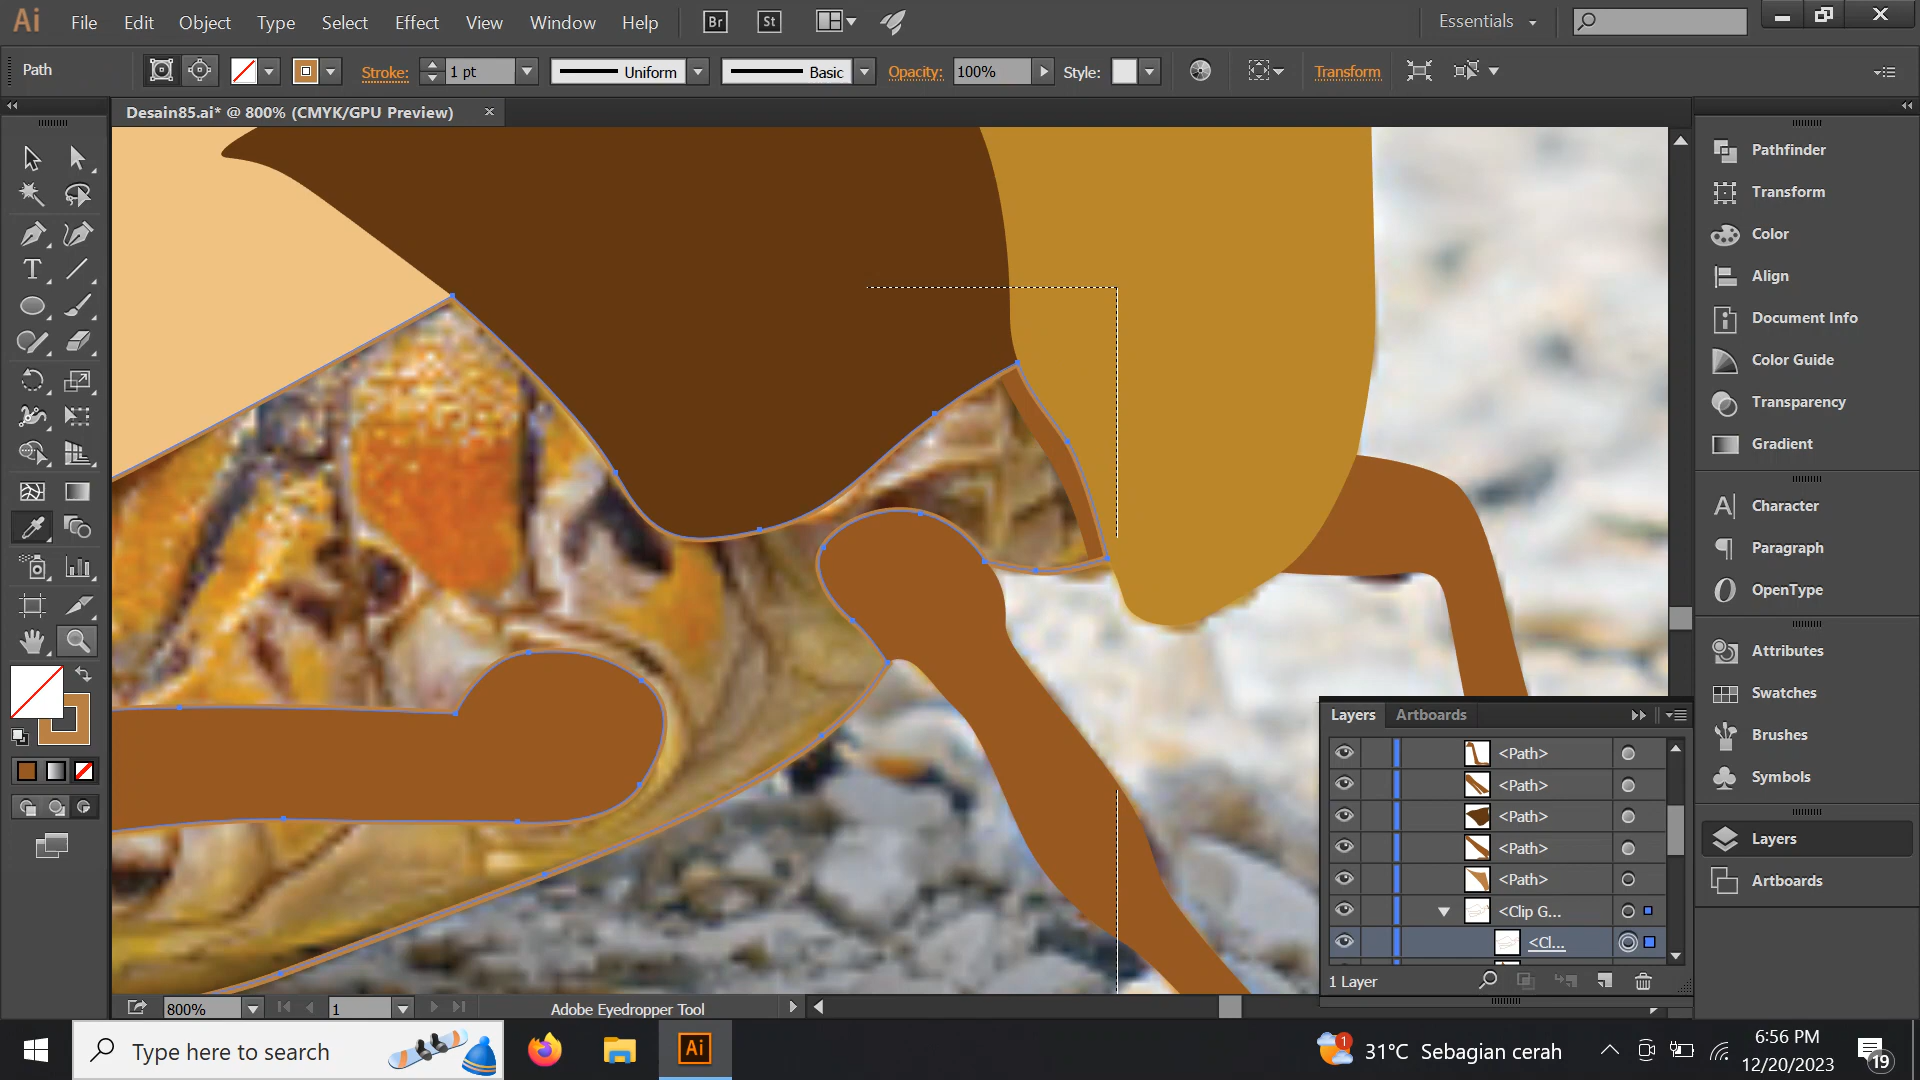 Ai File Edit Object Type Select Effect View Window Help Br St Essentials
Path Stroke: 1 pt Uniform Basic Opacity: 100% Style: Transform
Desain85.ai* @ 800% (CMYK/GPU Preview)
Pathfinder
Transform
Color
Align
Document Info
Color Guide
Transparency
Gradient
Character
Paragraph
OpenType
Attributes
Swatches
Brushes
Symbols
Layers
Artboards
Layers Artboards
<Path>
<Path>
<Path>
<Path>
<Path>
<Clip G...
<Cl...
1 Layer
800% 1 Adobe Eyedropper Tool
Type here to search
Ai
1 31°C Sebagian cerah
6:56 PM
12/20/2023
19